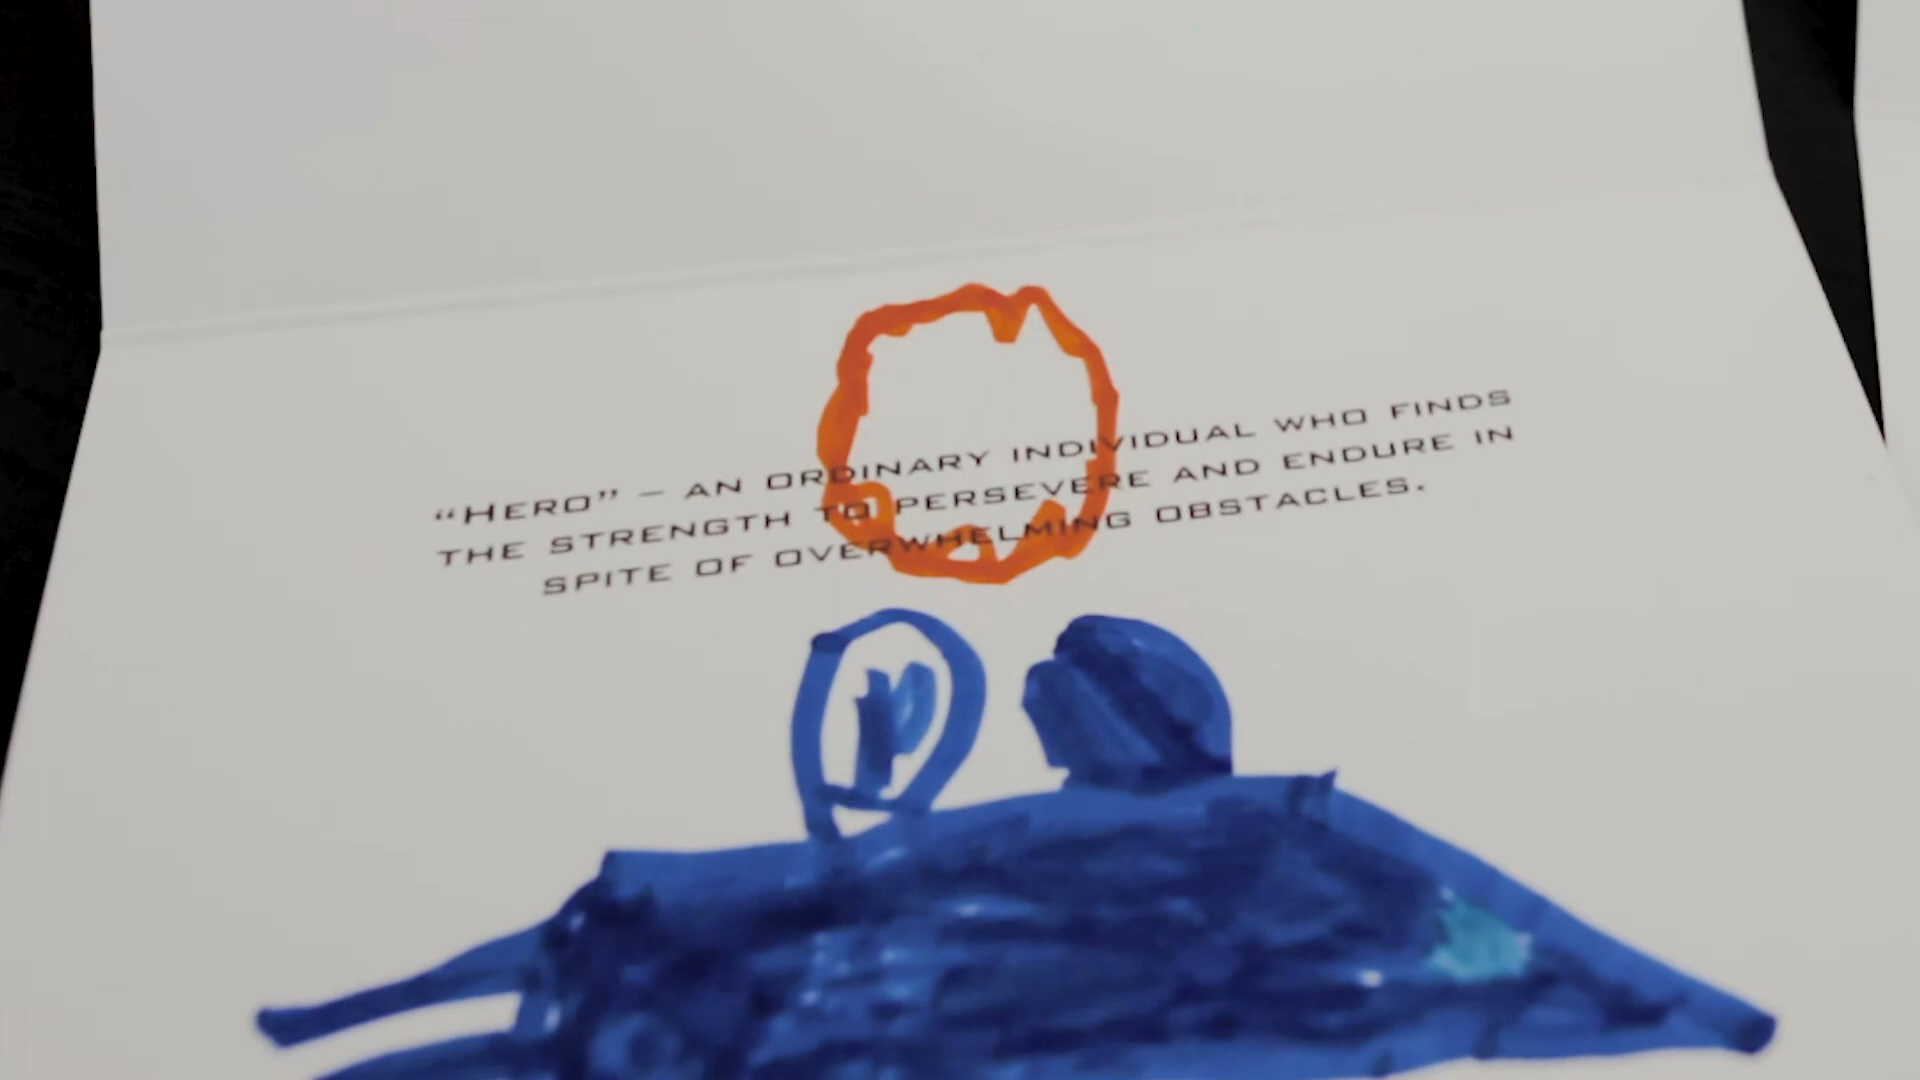 “HERO” – AN ORDINARY INDIVIDUAL WHO FINDS
THE STRENGTH TO PERSEVERE AND ENDURE IN
SPITE OF OVERWHELMING OBSTACLES.